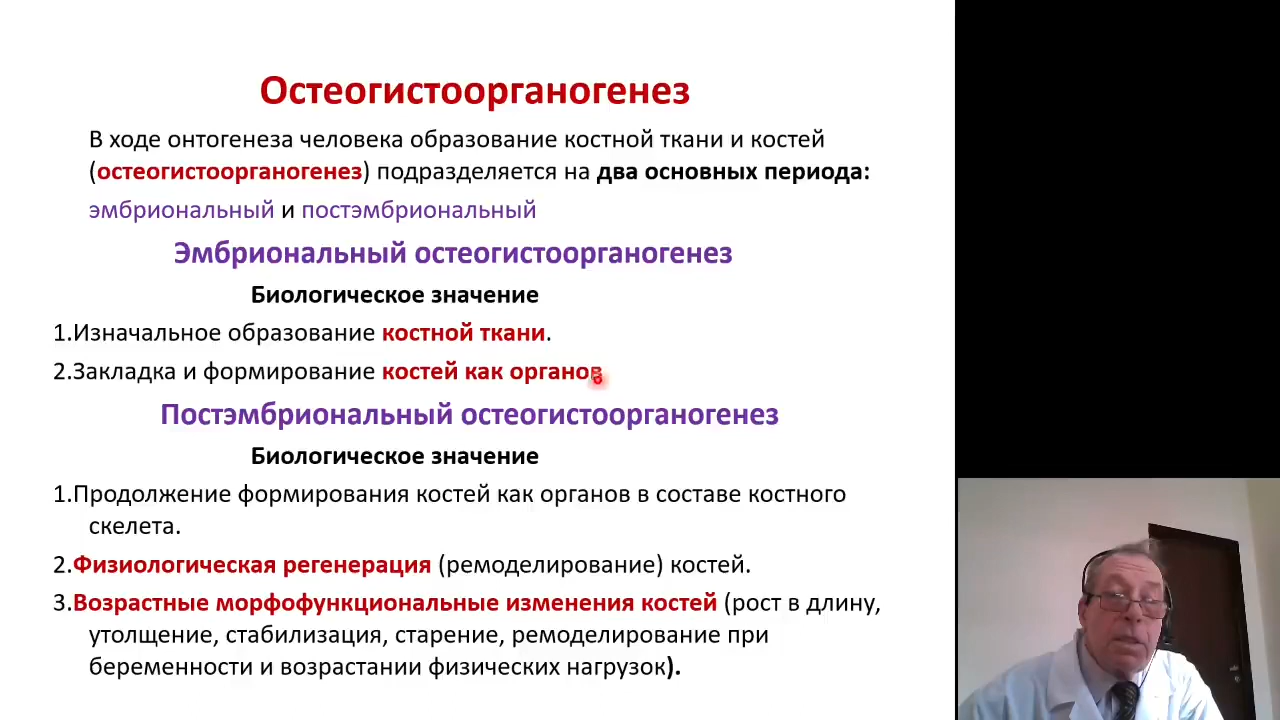 Остеогистоорганогенез
В ходе онтогенеза человека образование костной ткани и костей
(остеогистоорганогенез) подразделяется на два основных периода:
эмбриональный и постэмбриональный
Эмбриональный остеогистоорганогенез
Биологическое значение
1.Изначальное образование костной ткани.
2.Закладка и формирование костей как органов
Постэмбриональный остеогистоорганогенез
Биологическое значение
1.Продолжение формирования костей как органов в составе костного
скелета.
2.Физиологическая регенерация (ремоделирование) костей.
3.Возрастные морфофункциональные изменения костей (рост в длину,
утолщение, стабилизация, старение, ремоделирование при
беременности и возрастании физических нагрузок).